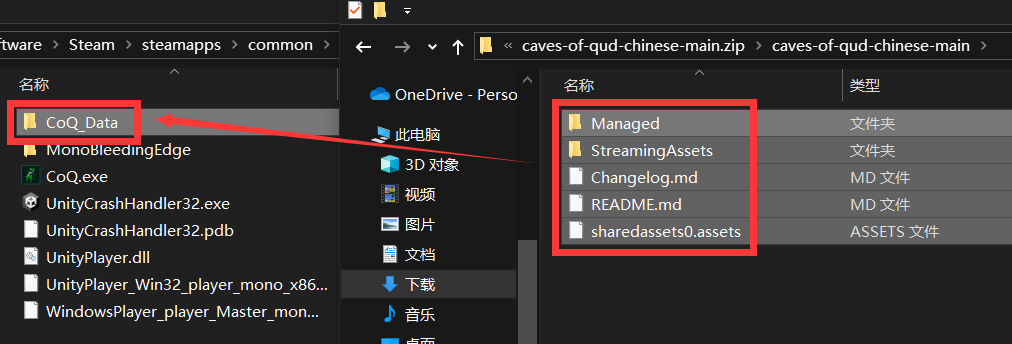 ftware > Steam > steamapps > common >
名称
CoQ_Data
MonoBleedingEdge
CoQ.exe
UnityCrashHandler32.exe
UnityCrashHandler32.pdb
UnityPlayer.dll
UnityPlayer_Win32_player_mono_x86...
WindowsPlayer_player_Master_mon...
« caves-of-qud-chinese-main.zip > caves-of-qud-chinese-main >
OneDrive - Perso
此电脑
3D 对象
视频
图片
文档
下载
音乐
桌面
名称 类型
Managed 文件夹
StreamingAssets 文件夹
Changelog.md MD 文件
README.md MD 文件
sharedassets0.assets ASSETS 文件